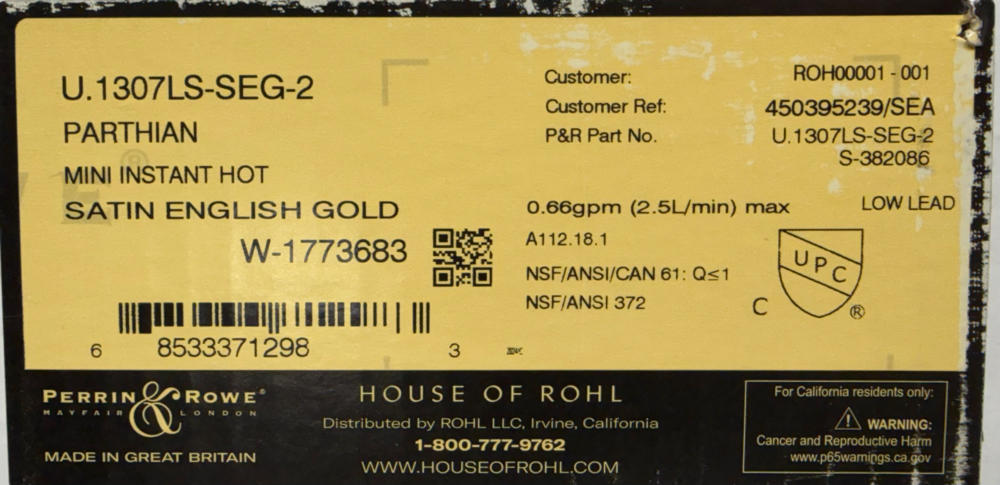 U.1307LS-SEG-2
PARTHIAN
MINI INSTANT HOT
SATIN ENGLISH GOLD
W-1773683
6 8533371298 3
Customer: ROH00001 - 001
Customer Ref: 450395239/SEA
P&R Part No. U.1307LS-SEG-2
S-382086
0.66gpm (2.5L/min) max LOW LEAD
A112.18.1
NSF/ANSI/CAN 61: Q≤1
NSF/ANSI 372
UPC
C ®
PERRIN & ROWE®
MAYFAIR LONDON
MADE IN GREAT BRITAIN
HOUSE OF ROHL
Distributed by ROHL LLC, Irvine, California
1-800-777-9762
WWW.HOUSEOFROHL.COM
For California residents only:
WARNING:
Cancer and Reproductive Harm
www.p65warnings.ca.gov